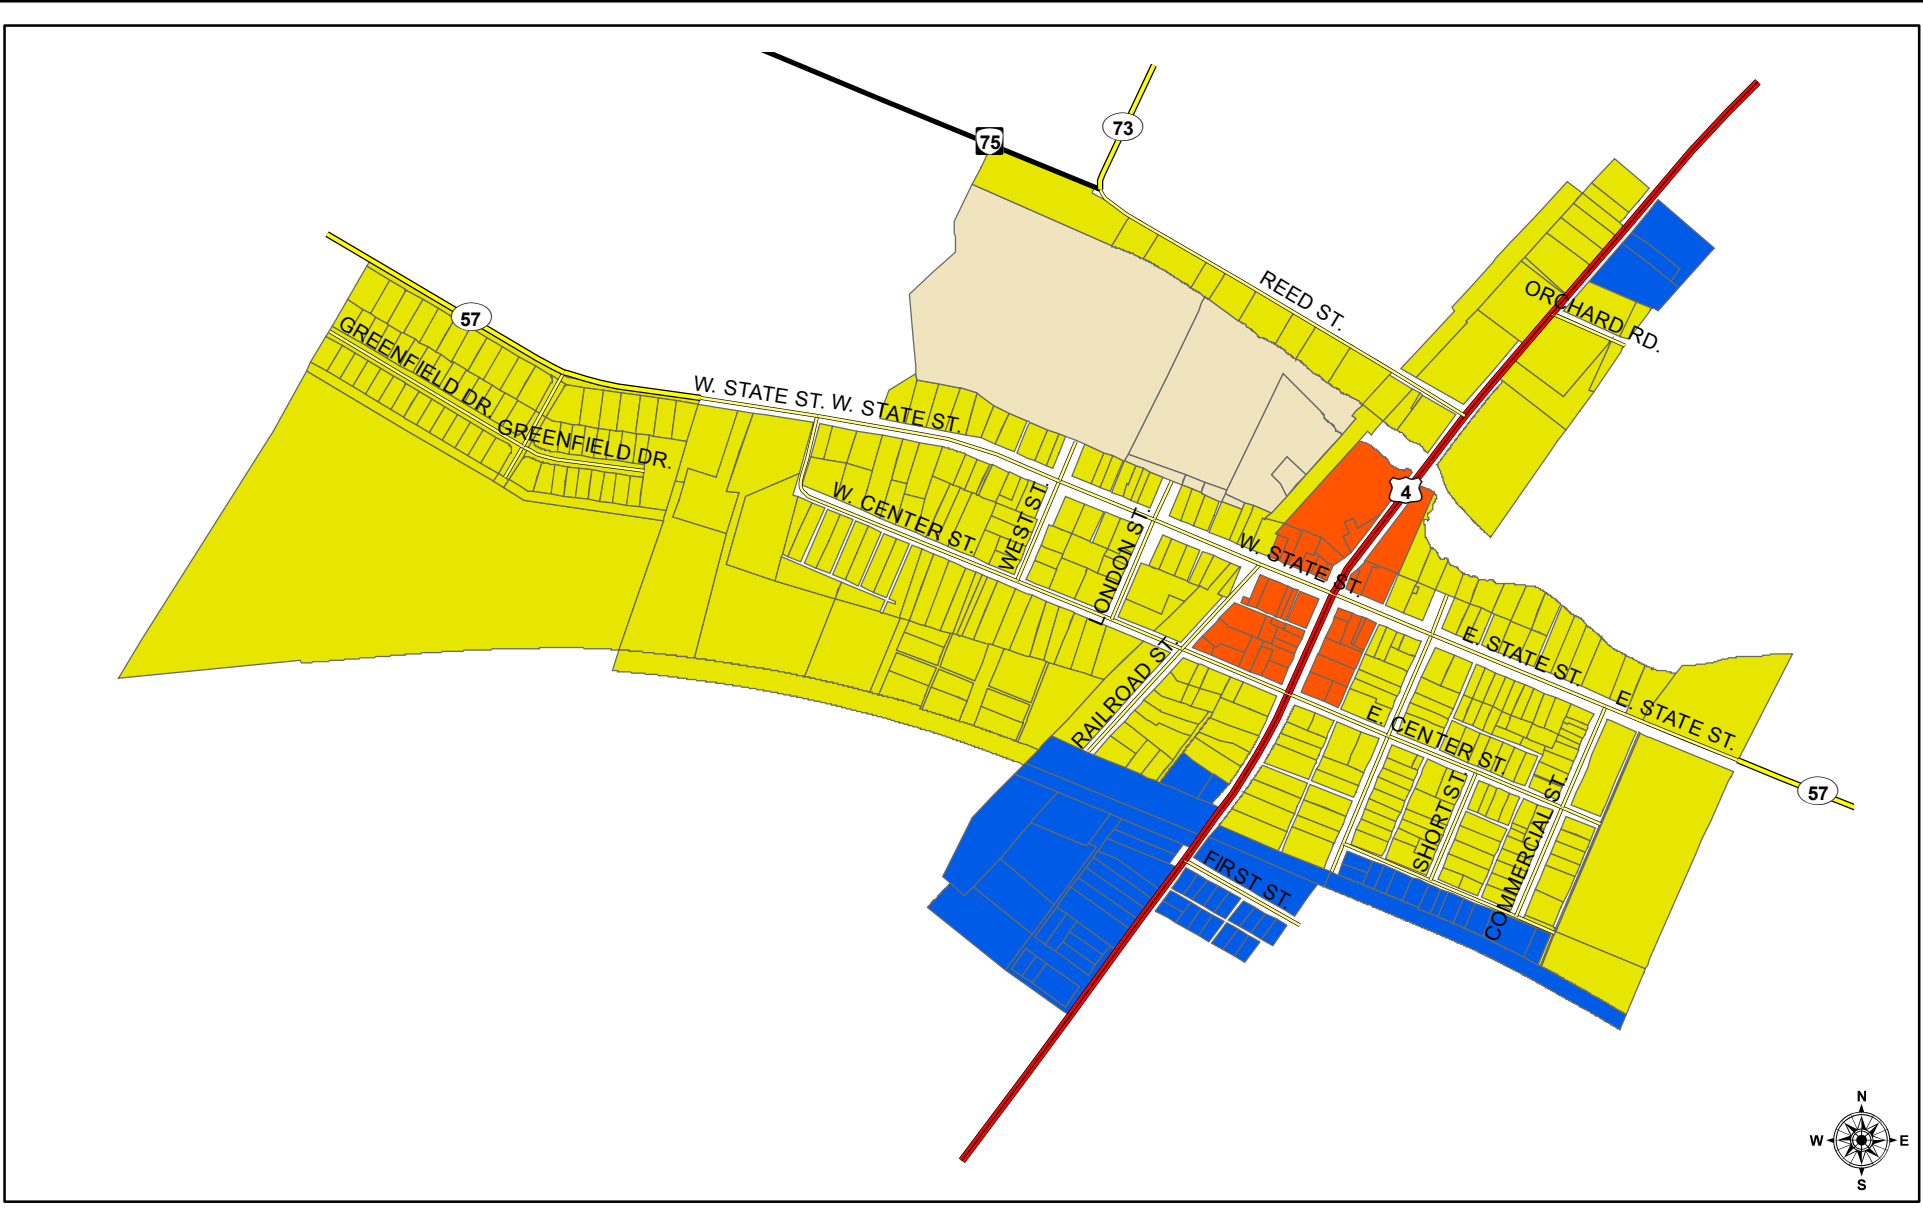 73
75
REED ST.
ORCHARD RD.
57
GREENFIELD DR.
W. STATE ST.
W. STATE ST.
GREENFIELD DR.
4
W. CENTER ST.
WEST ST.
LONDON ST.
W. STATE ST.
E. STATE ST.
RAILROAD ST.
E. STATE ST.
E. CENTER ST.
SHORT ST.
COMMERCIAL ST.
57
FIRST ST.
N
W
E
S